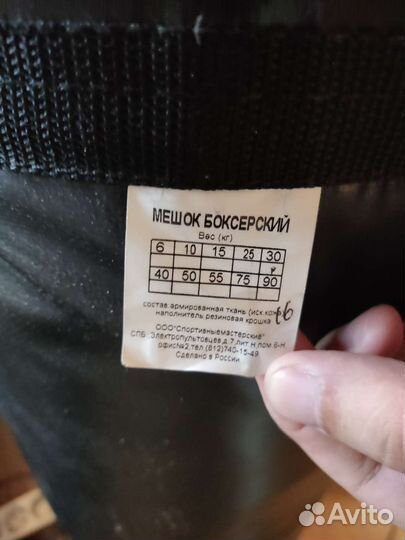 МЕШОК БОКСЕРСКИЙ
Вес (кг)
6 10 15 25 30
40 50 55 75 90
состав армированная ткань (иск.кожа)
наполнитель резиновая крошка
ООО"Спортивныемастерские"
СПб ,Электропультовцев д.7,лит н,пом.6-Н
офис№2,тел.(812)740-15-49
Сделано в России
Avito